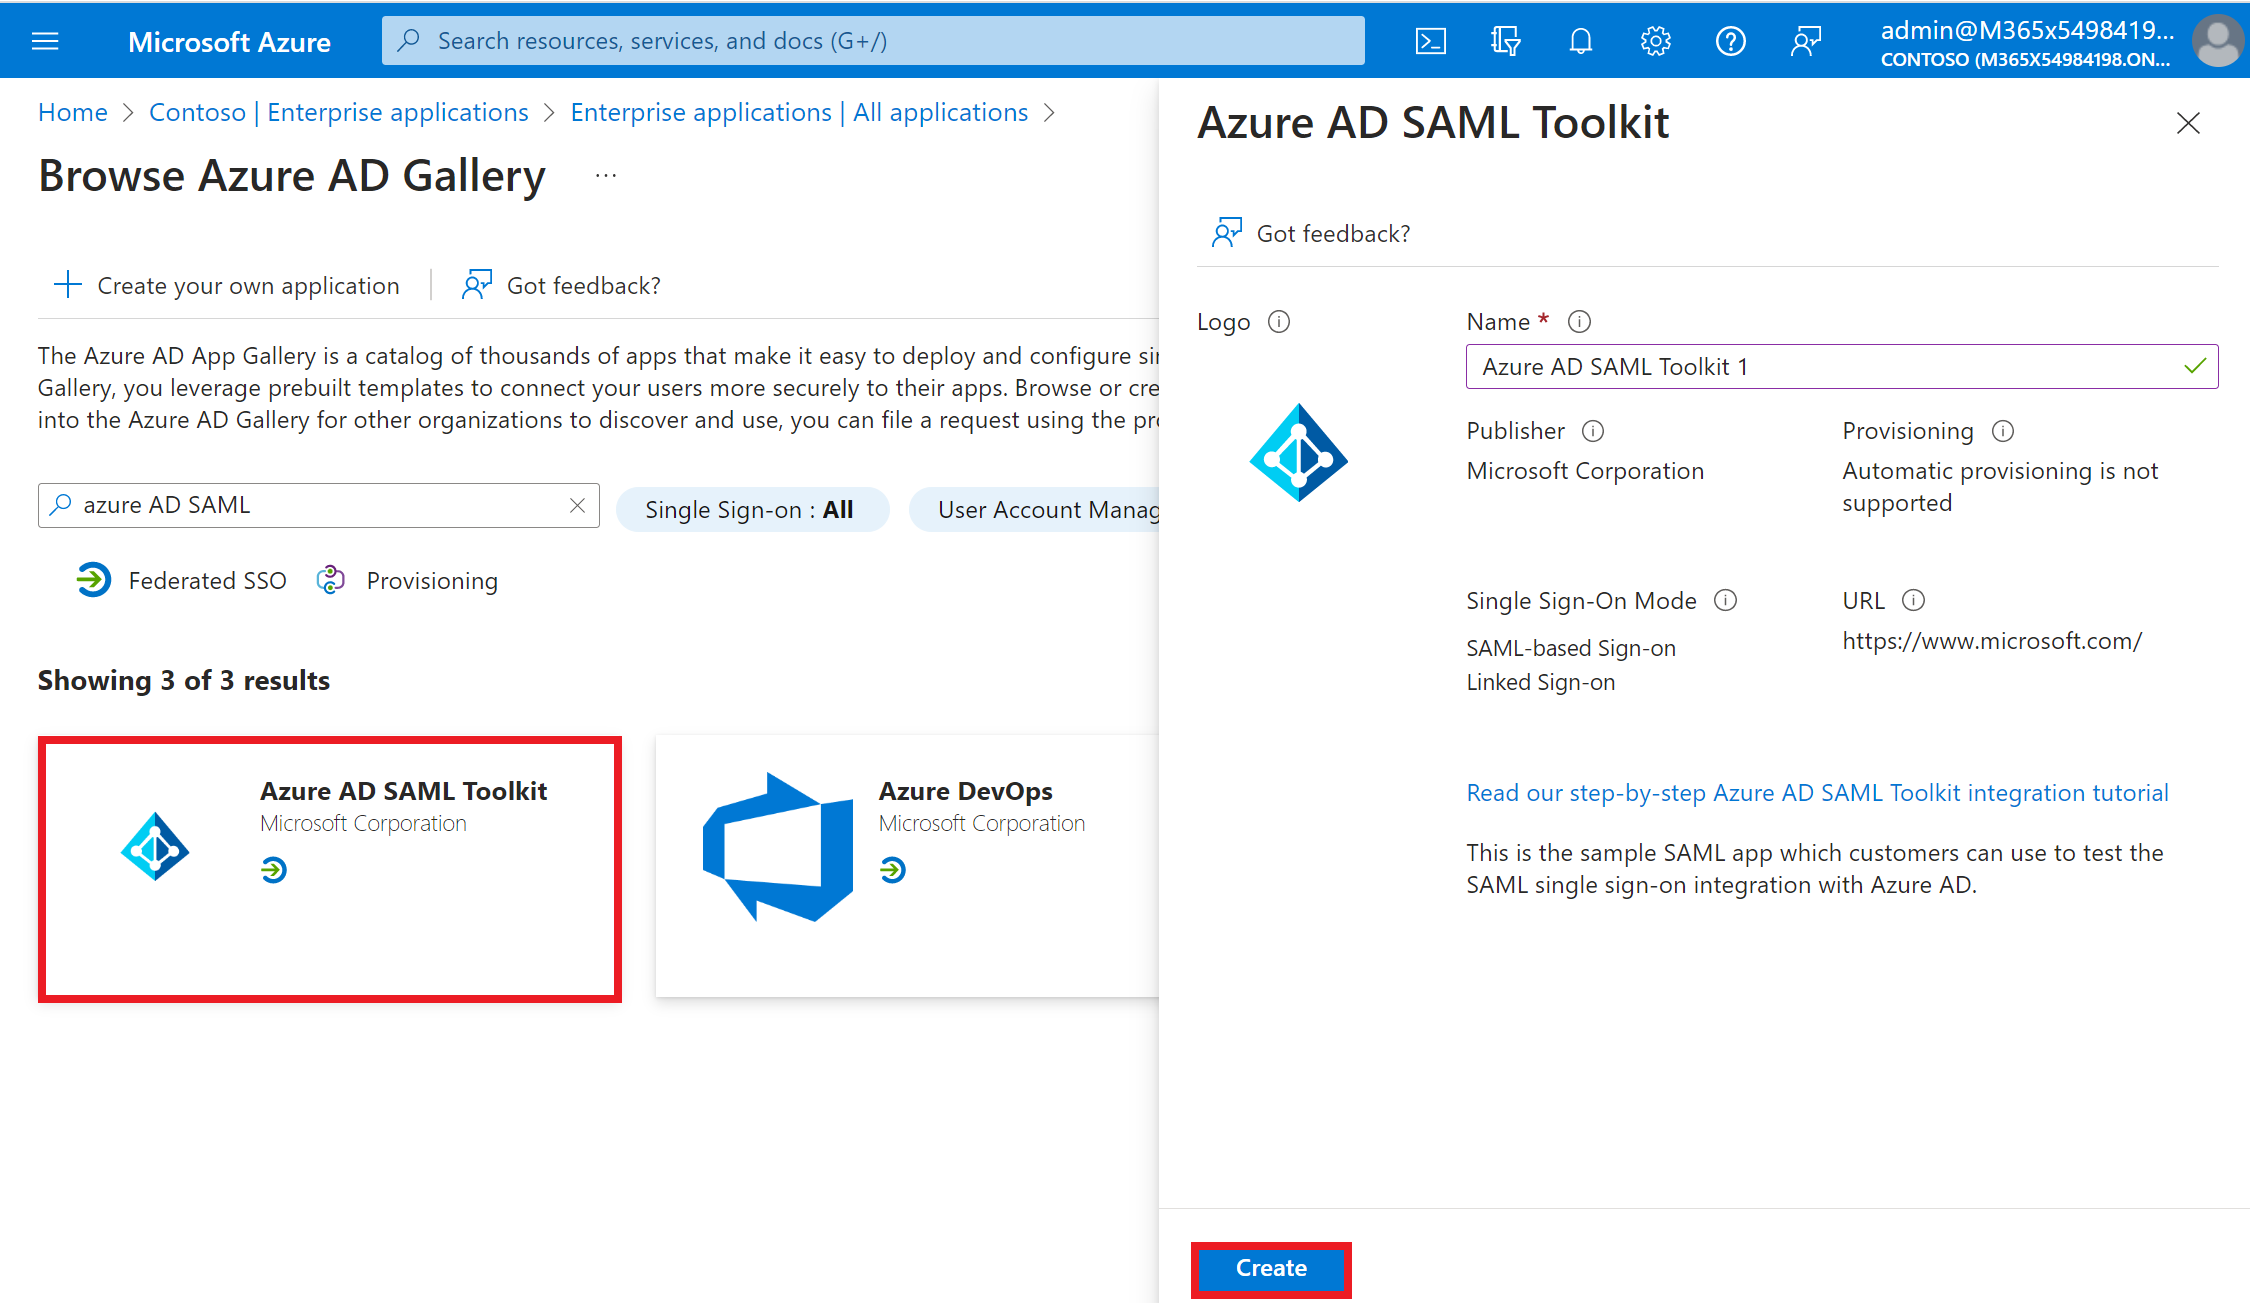 Microsoft Azure
Search resources, services, and docs (G+/)
admin@M365x5498419...
CONTOSO (M365X54984198.ON...
Home > Contoso | Enterprise applications > Enterprise applications | All applications >
Browse Azure AD Gallery ...
Create your own application
Got feedback?
The Azure AD App Gallery is a catalog of thousands of apps that make it easy to deploy and configure
Gallery, you leverage prebuilt templates to connect your users more securely to their apps. Browse or
into the Azure AD Gallery for other organizations to discover and use, you can file a request using the
azure AD SAML
Single Sign-on : All
User Account
Federated SSO
Provisioning
Showing 3 of 3 results
Azure AD SAML Toolkit
Microsoft Corporation
Azure DevOps
Microsoft Corporation
Azure AD SAML Toolkit
Got feedback?
Logo
Name *
Azure AD SAML Toolkit 1
Publisher
Microsoft Corporation
Provisioning
Automatic provisioning is not
supported
Single Sign-On Mode
SAML-based Sign-on
Linked Sign-on
URL
https://www.microsoft.com/
Read our step-by-step Azure AD SAML Toolkit integration tutorial
This is the sample SAML app which customers can use to test the
SAML single sign-on integration with Azure AD.
Create